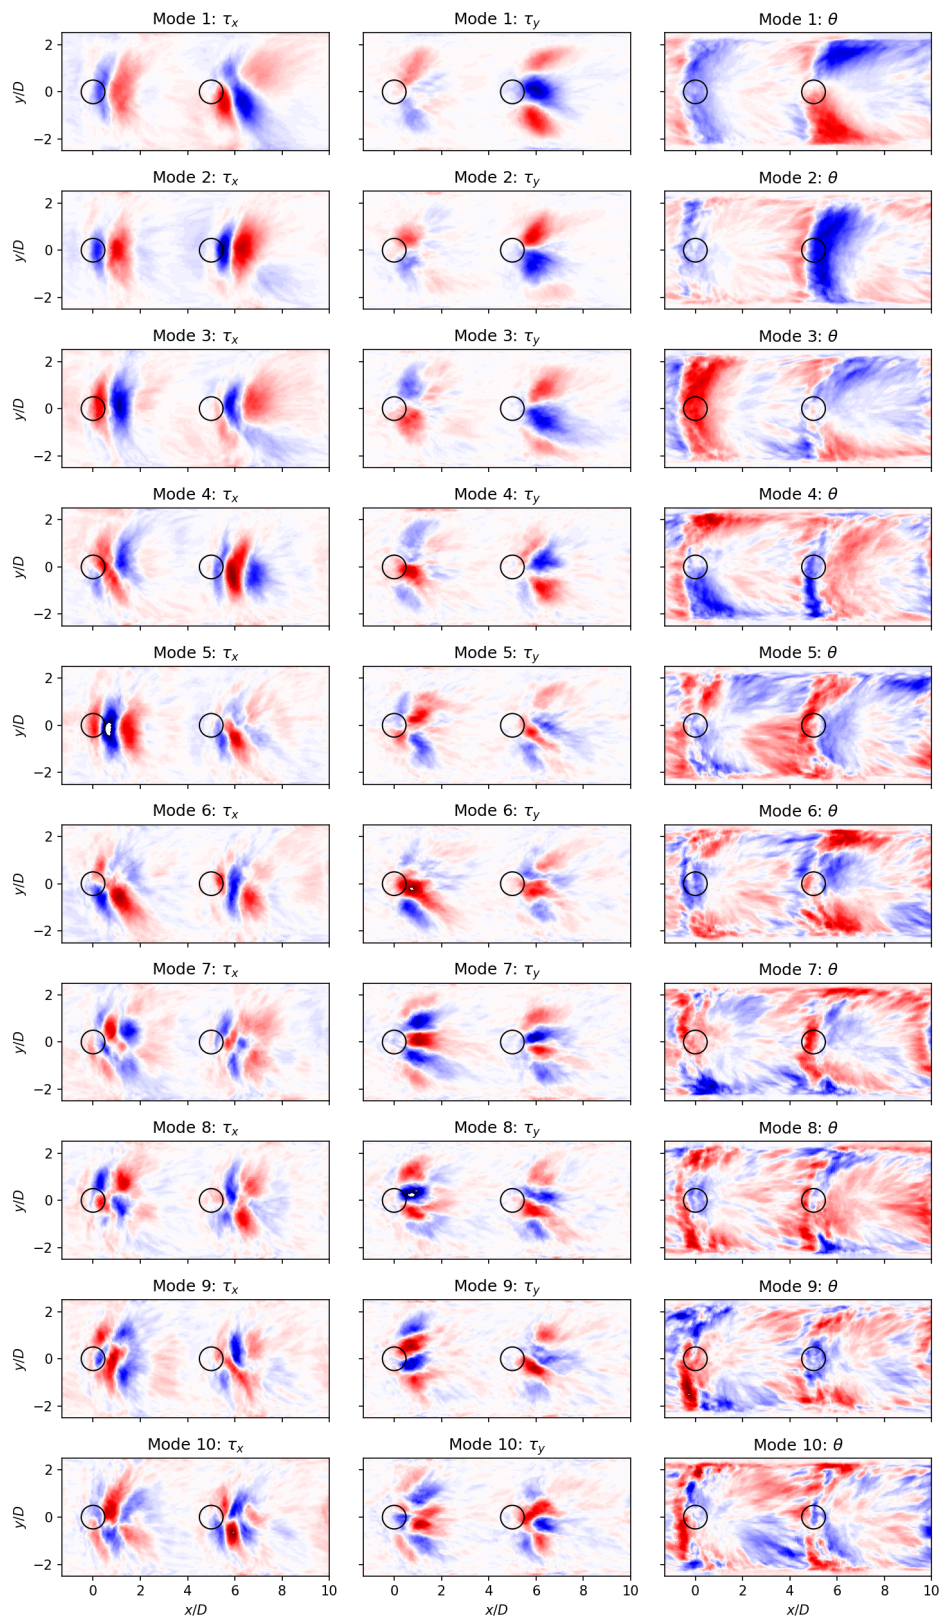 Mode 1: τx Mode 1: τy Mode 1: θ
2
0
−2
y/D
Mode 2: τx Mode 2: τy Mode 2: θ
2
0
−2
y/D
Mode 3: τx Mode 3: τy Mode 3: θ
2
0
−2
y/D
Mode 4: τx Mode 4: τy Mode 4: θ
2
0
−2
y/D
Mode 5: τx Mode 5: τy Mode 5: θ
2
0
−2
y/D
Mode 6: τx Mode 6: τy Mode 6: θ
2
0
−2
y/D
Mode 7: τx Mode 7: τy Mode 7: θ
2
0
−2
y/D
Mode 8: τx Mode 8: τy Mode 8: θ
2
0
−2
y/D
Mode 9: τx Mode 9: τy Mode 9: θ
2
0
−2
y/D
Mode 10: τx Mode 10: τy Mode 10: θ
2
0
−2
y/D
0 2 4 6 8 10 0 2 4 6 8 10 0 2 4 6 8 10
x/D x/D x/D